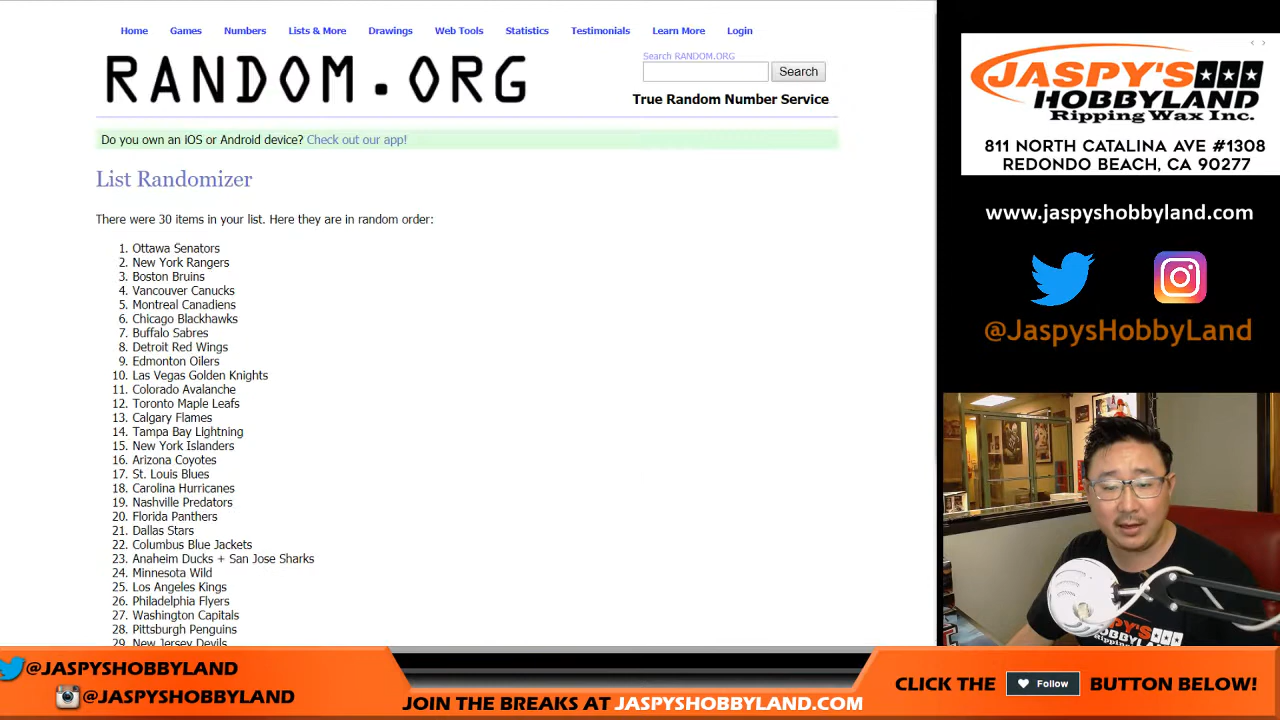 Home Games Numbers Lists & More Drawings Web Tools Statistics Testimonials Learn More Login
RANDOM.ORG
Search RANDOM.ORG
Search
True Random Number Service
Do you own an iOS or Android device? Check out our app!
List Randomizer
There were 30 items in your list. Here they are in random order:
1. Ottawa Senators
2. New York Rangers
3. Boston Bruins
4. Vancouver Canucks
5. Montreal Canadiens
6. Chicago Blackhawks
7. Buffalo Sabres
8. Detroit Red Wings
9. Edmonton Oilers
10. Las Vegas Golden Knights
11. Colorado Avalanche
12. Toronto Maple Leafs
13. Calgary Flames
14. Tampa Bay Lightning
15. New York Islanders
16. Arizona Coyotes
17. St. Louis Blues
18. Carolina Hurricanes
19. Nashville Predators
20. Florida Panthers
21. Dallas Stars
22. Columbus Blue Jackets
23. Anaheim Ducks + San Jose Sharks
24. Minnesota Wild
25. Los Angeles Kings
26. Philadelphia Flyers
27. Washington Capitals
28. Pittsburgh Penguins
29. New Jersey Devils
JASPY'S
HOBBYLAND
Ripping Wax Inc.
811 NORTH CATALINA AVE #1308
REDONDO BEACH, CA 90277
www.jaspyshobbyland.com
@JaspysHobbyLand
@JASPYSHOBBYLAND
@JASPYSHOBBYLAND
JOIN THE BREAKS AT JASPYSHOBBYLAND.COM
CLICK THE Follow BUTTON BELOW!